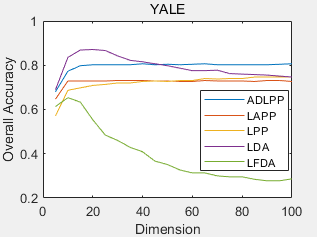 YALE
1
0.8
0.6
0.4
0.2
Overall Accuracy
ADLPP
LAPP
LPP
LDA
LFDA
0 20 40 60 80 100
Dimension